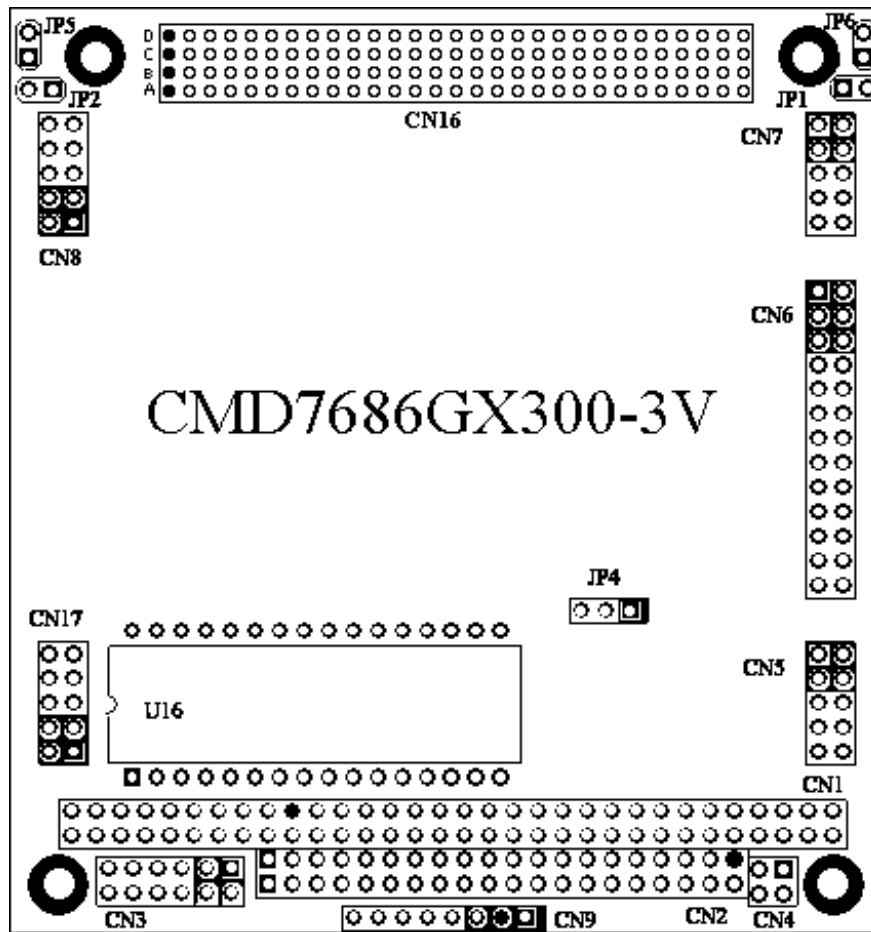 JP5
JP6
D
C
B
A
JP2
JP1
CN16
CN7
CN8
CN6
CMD7686GX300-3V
JP4
CN17
CN5
U16
CN1
CN3
CN9
CN2
CN4